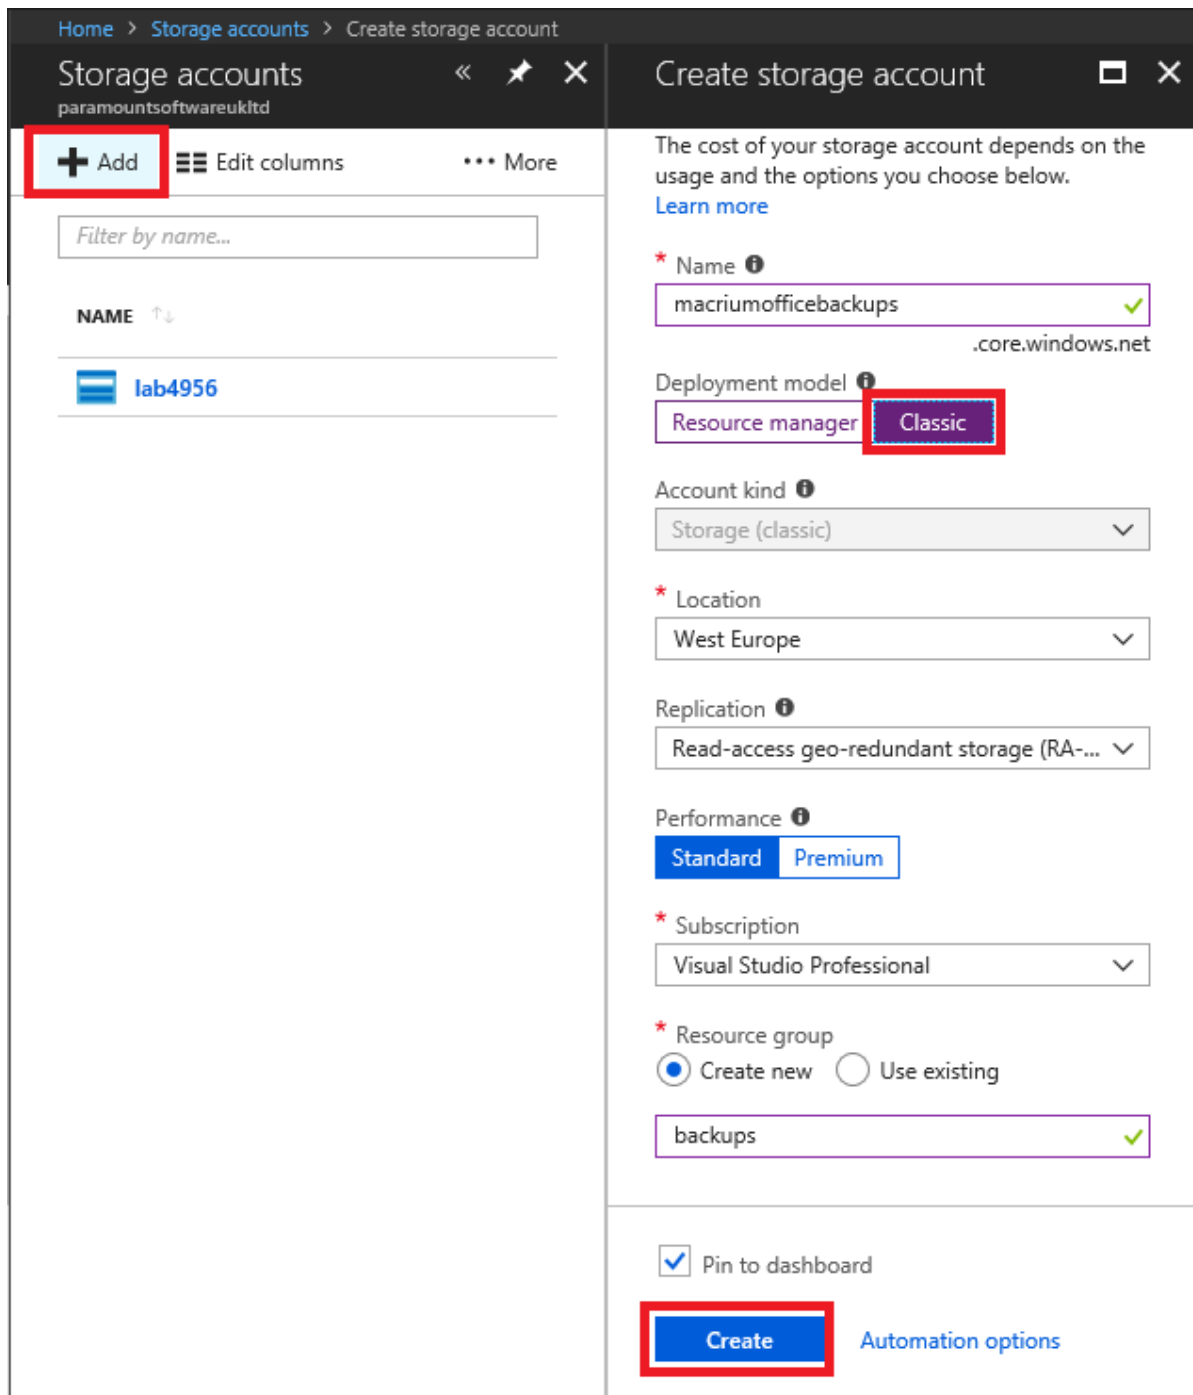 Home > Storage accounts > Create storage account
Storage accounts
paramountsoftwareukltd
Add
Edit columns
••• More
Filter by name...
NAME
lab4956
Create storage account
The cost of your storage account depends on the
usage and the options you choose below.
Learn more
* Name
macriumofficebackups
.core.windows.net
Deployment model
Resource manager
Classic
Account kind
Storage (classic)
* Location
West Europe
Replication
Read-access geo-redundant storage (RA-...
Performance
Standard
Premium
* Subscription
Visual Studio Professional
* Resource group
Create new
Use existing
backups
Pin to dashboard
Create
Automation options